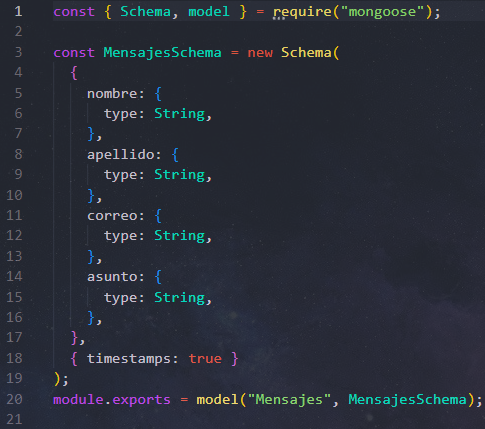 1 const { Schema, model } = require("mongoose");
2
3 const MensajesSchema = new Schema(
4 {
5 nombre: {
6 type: String,
7 },
8 apellido: {
9 type: String,
10 },
11 correo: {
12 type: String,
13 },
14 asunto: {
15 type: String,
16 },
17 },
18 { timestamps: true }
19 );
20 module.exports = model("Mensajes", MensajesSchema);
21